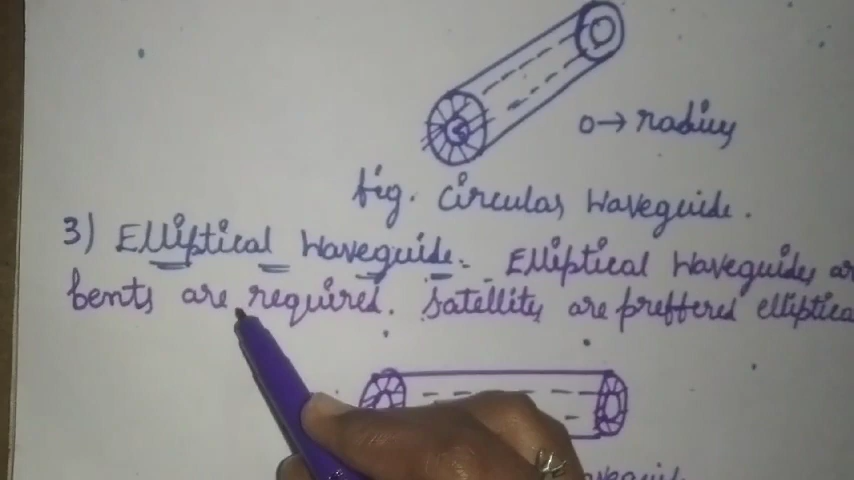 o→ radius
fig. Circular Waveguide.
3) Elliptical Waveguide. Elliptical Waveguides ar
bents are required. Satellites are preffered elliptica